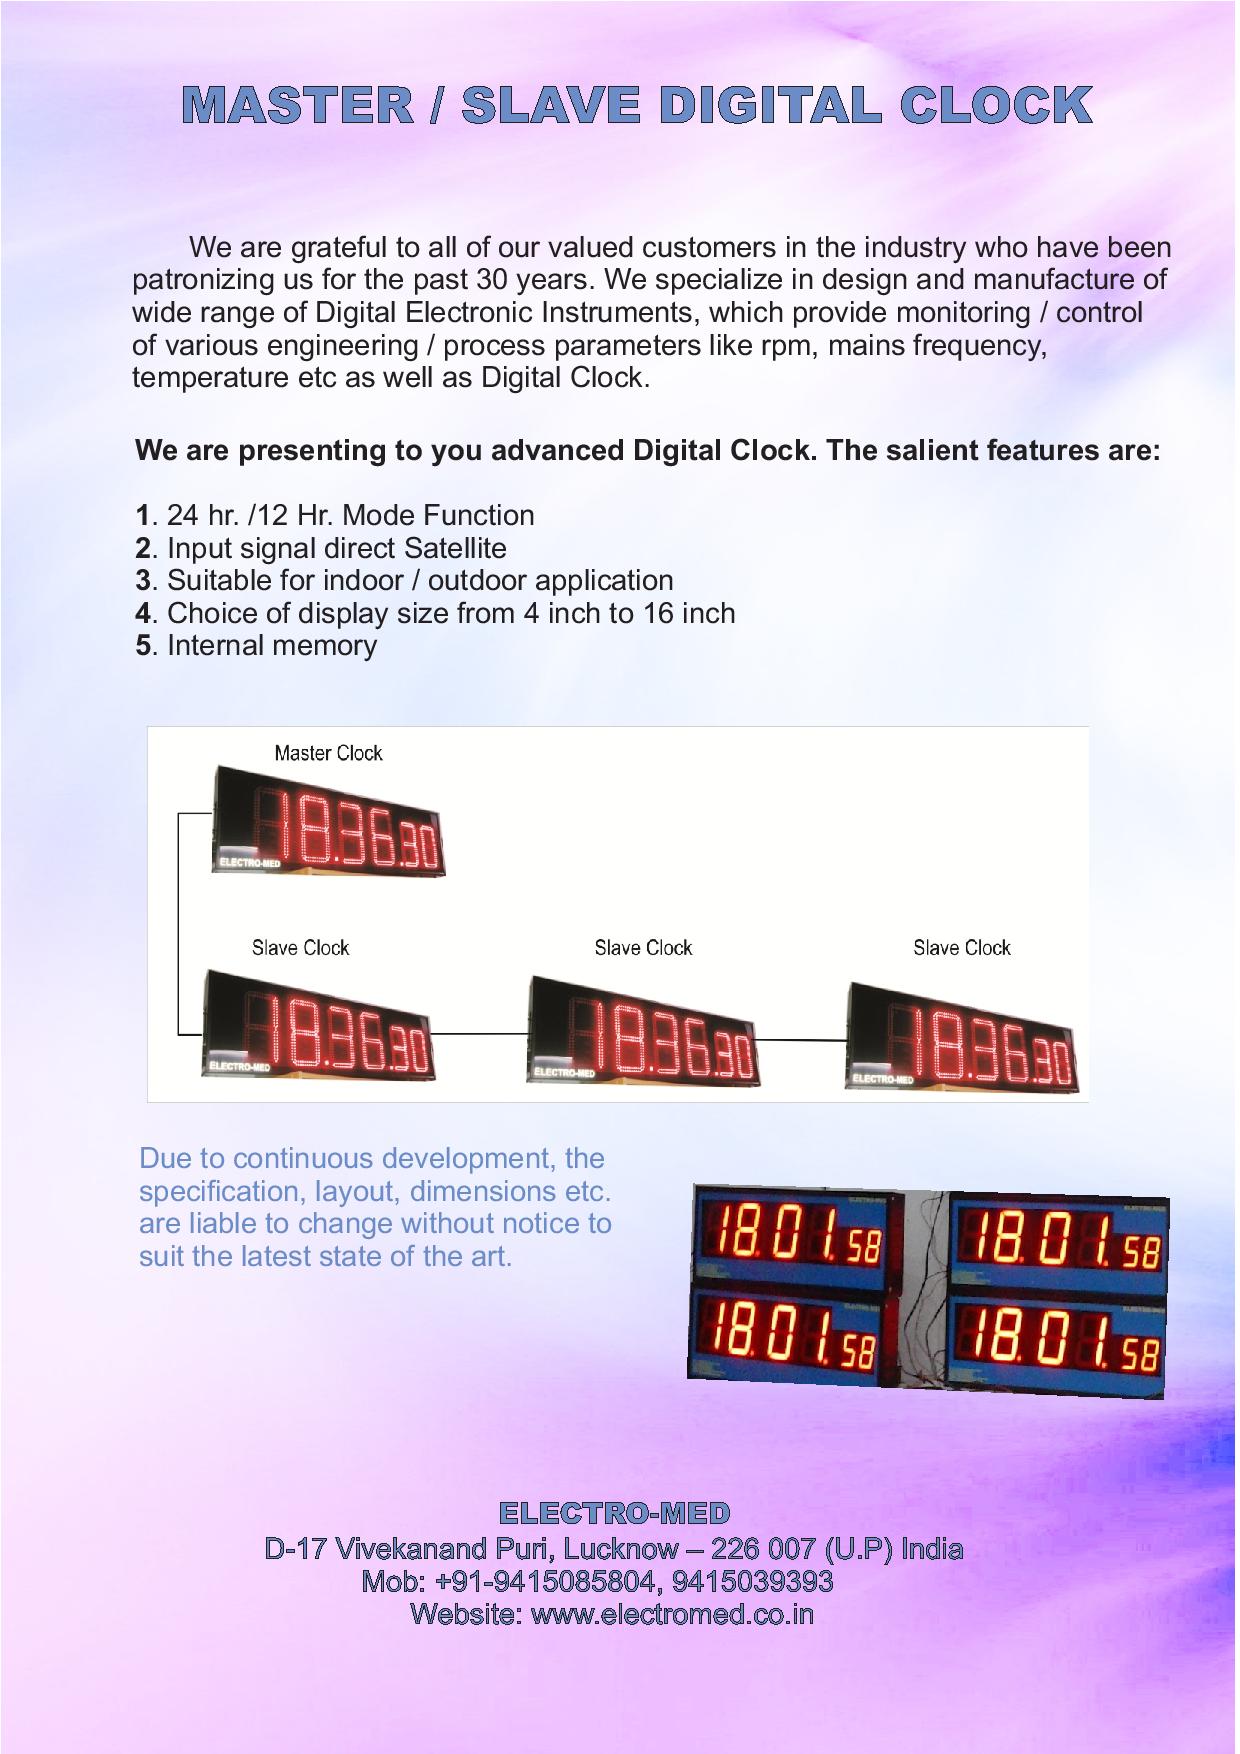 MASTER / SLAVE DIGITAL CLOCK
We are grateful to all of our valued customers in the industry who have been
patronizing us for the past 30 years. We specialize in design and manufacture of
wide range of Digital Electronic Instruments, which provide monitoring / control
of various engineering / process parameters like rpm, mains frequency,
temperature etc as well as Digital Clock.
We are presenting to you advanced Digital Clock. The salient features are:
1. 24 hr. /12 Hr. Mode Function
2. Input signal direct Satellite
3. Suitable for indoor / outdoor application
4. Choice of display size from 4 inch to 16 inch
5. Internal memory
Master Clock
18.36.30
ELECTRO-MED
Slave Clock
Slave Clock
Slave Clock
18.36.30
ELECTRO-MED
18.36.30
ELECTRO-MED
18.36.30
ELECTRO-MED
Due to continuous development, the
specification, layout, dimensions etc.
are liable to change without notice to
suit the latest state of the art.
ELECTRO-MED
18.01.58
ELECTRO-MED
18.01.58
18.01.58
ELECTRO-MED
18.01.58
ELECTRO-MED
D-17 Vivekanand Puri, Lucknow – 226 007 (U.P) India
Mob: +91-9415085804, 9415039393
Website: www.electromed.co.in